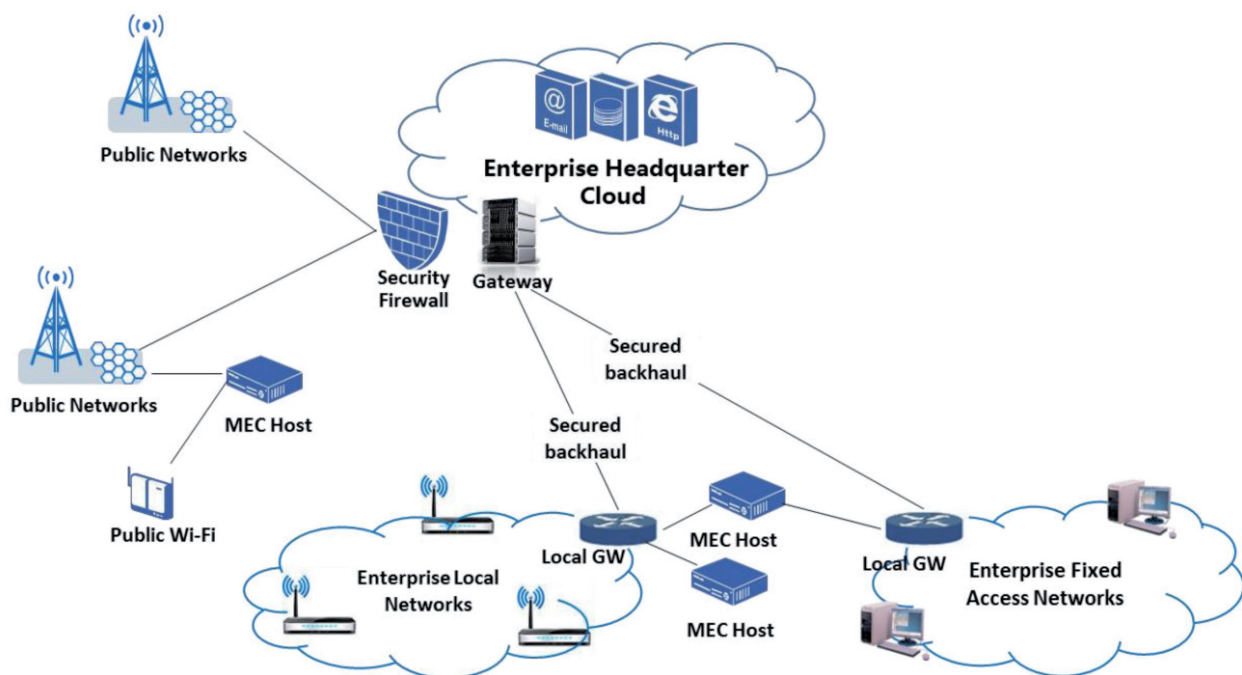 Public Networks
@
E-mail
Http
Enterprise Headquarter
Cloud
Security
Firewall
Gateway
Public Networks
MEC Host
Public Wi-Fi
Secured
backhaul
Secured
backhaul
Enterprise Local
Networks
Local GW
MEC Host
MEC Host
Local GW
Enterprise Fixed
Access Networks